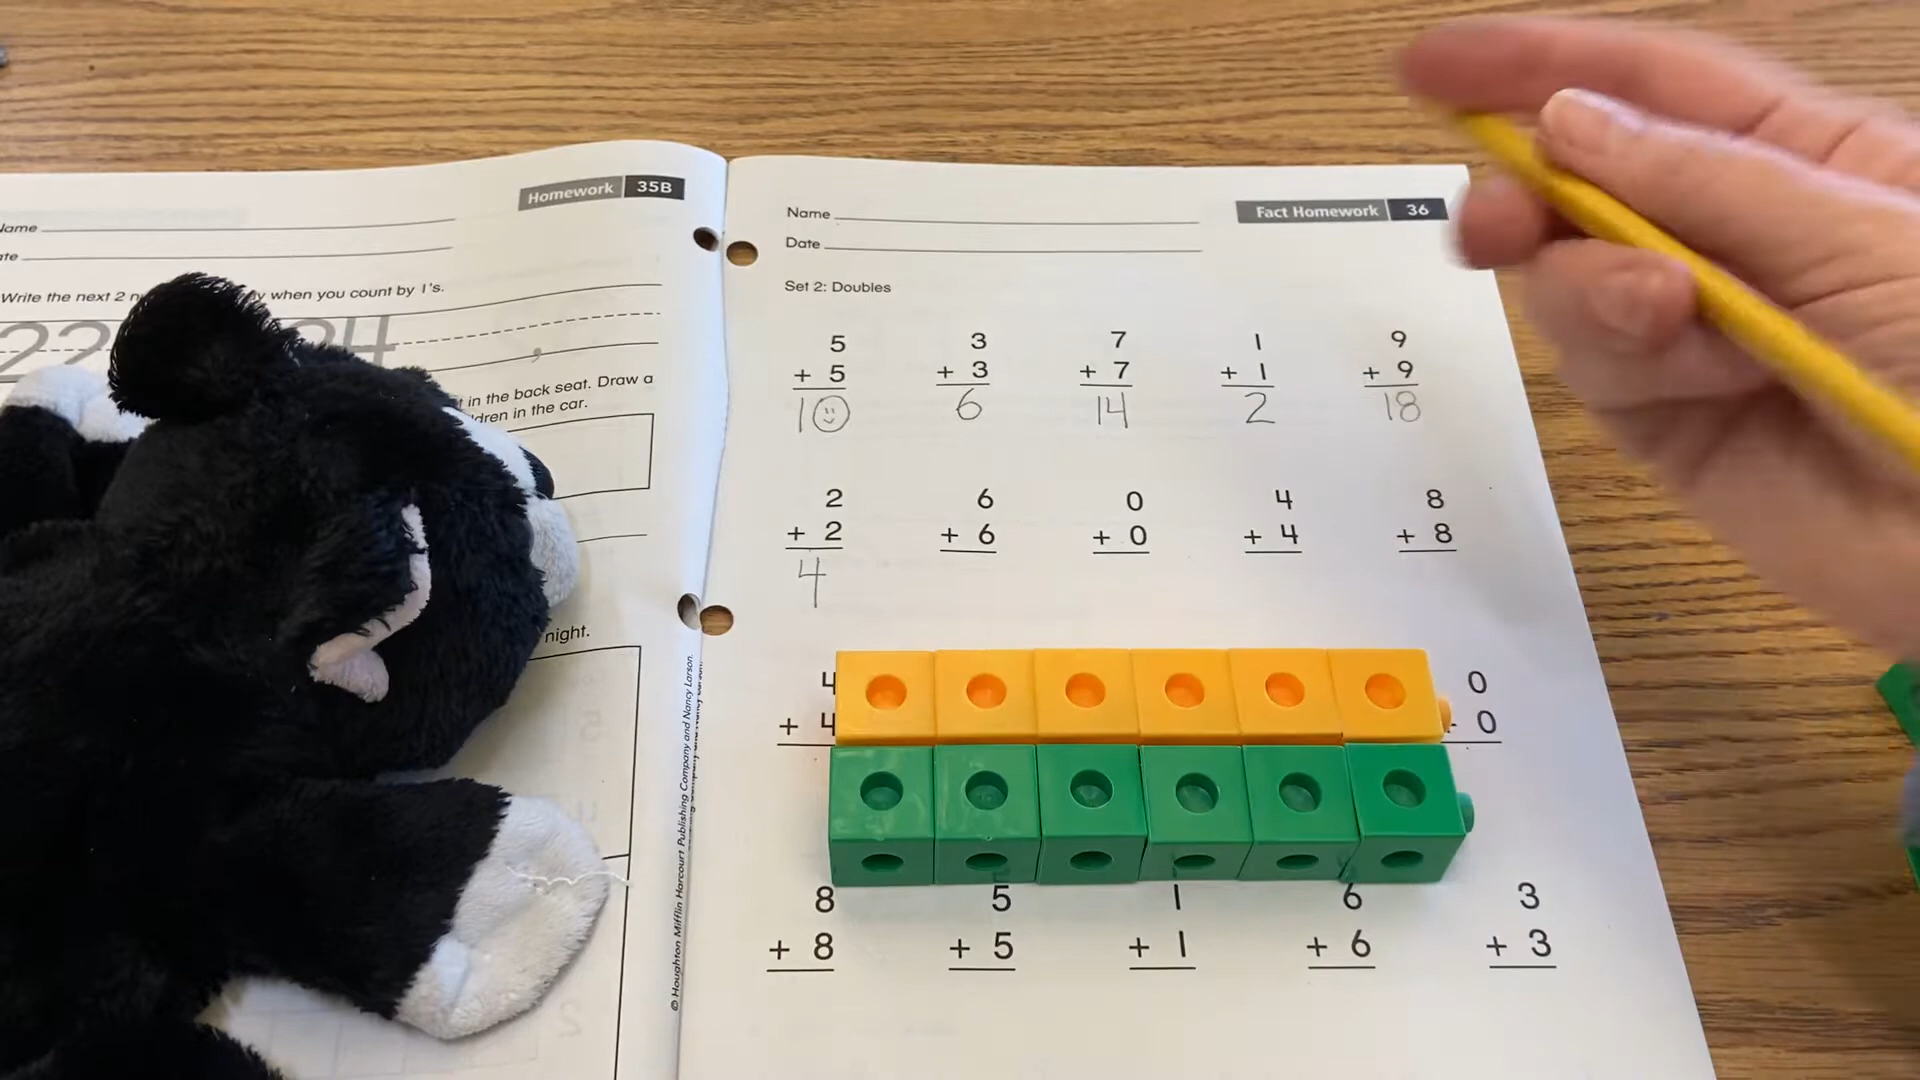 Homework 35B
ame
te
Write the next 2 when you count by 1's.
22 24
,
in the back seat. Draw a
dren in the car.
night.
© Houghton Mifflin Harcourt Publishing Company and Nancy Larson.
Fact Homework 36
Name
Date
Set 2: Doubles
5 3 7 1 9
+ 5 + 3 + 7 + 1 + 9
10 6 14 2 18
2 6 0 4 8
+ 2 + 6 + 0 + 4 + 8
4
4 0
+ 4 0
8 5 1 6 3
+ 8 + 5 + 1 + 6 + 3